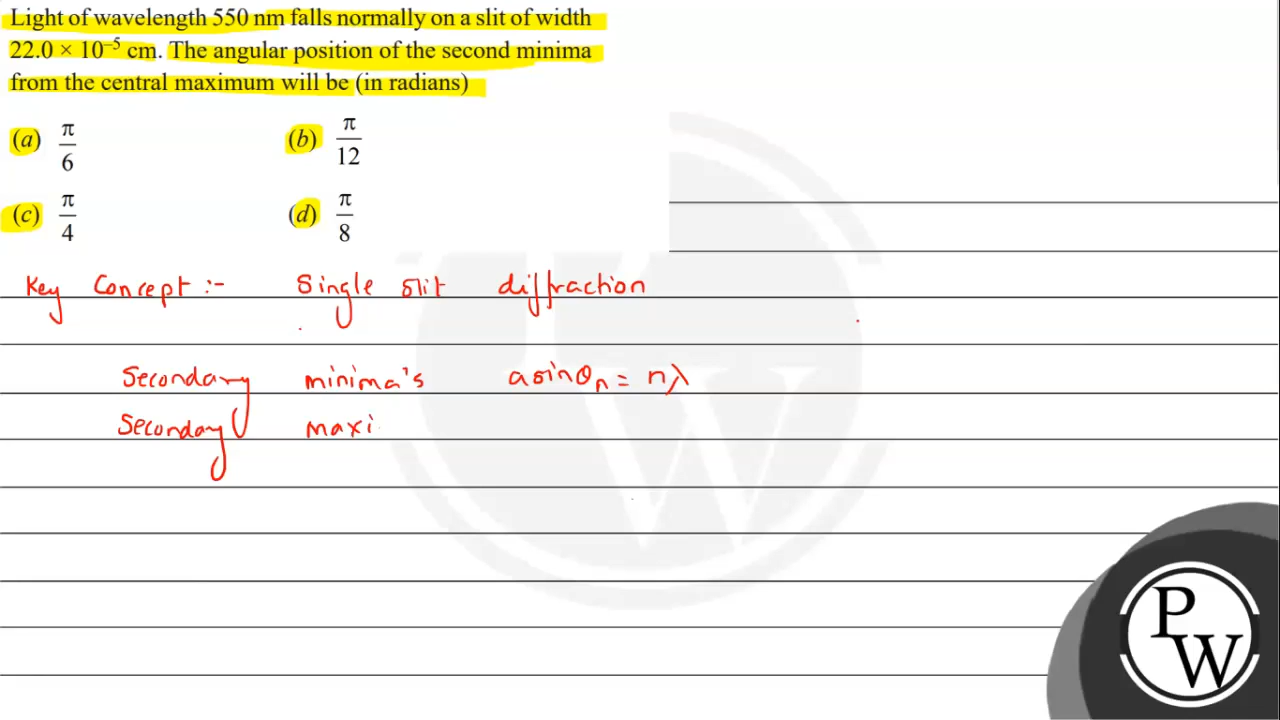 Light of wavelength 550 nm falls normally on a slit of width
22.0 × 10⁻⁵ cm. The angular position of the second minima
from the central maximum will be (in radians)
(a) π/6 (b) π/12
(c) π/4 (d) π/8
Key Concept :- Single slit diffraction
Secondary minima's a sinθₙ = nλ
Seconday maxi
PW
PW